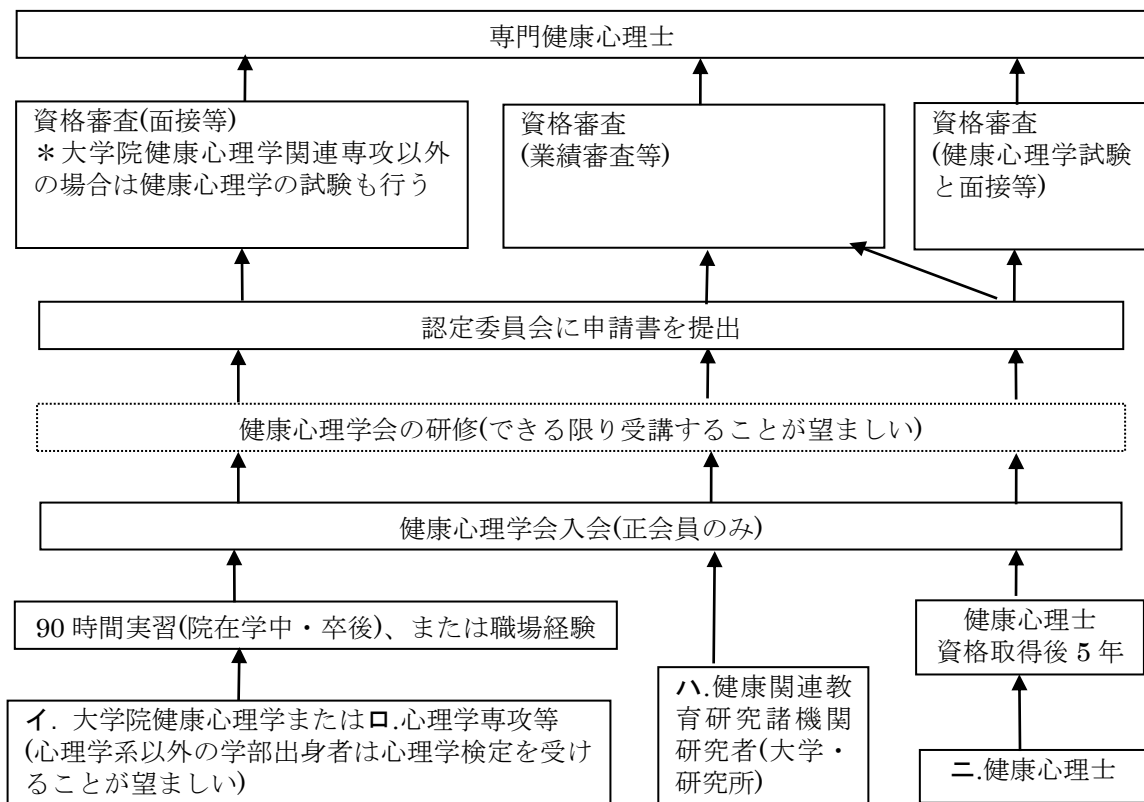 専門健康心理士
資格審査(面接等)
＊大学院健康心理学関連専攻以外
の場合は健康心理学の試験も行う
資格審査
(業績審査等)
資格審査
(健康心理学試験
と面接等)
認定委員会に申請書を提出
健康心理学会の研修(できる限り受講することが望ましい)
健康心理学会入会(正会員のみ)
90 時間実習(院在学中・卒後)、または職場経験
健康心理士
資格取得後 5 年
イ. 大学院健康心理学またはロ.心理学専攻等
(心理学系以外の学部出身者は心理学検定を受け
ることが望ましい)
ハ.健康関連教
育研究諸機関
研究者(大学・
研究所)
ニ.健康心理士